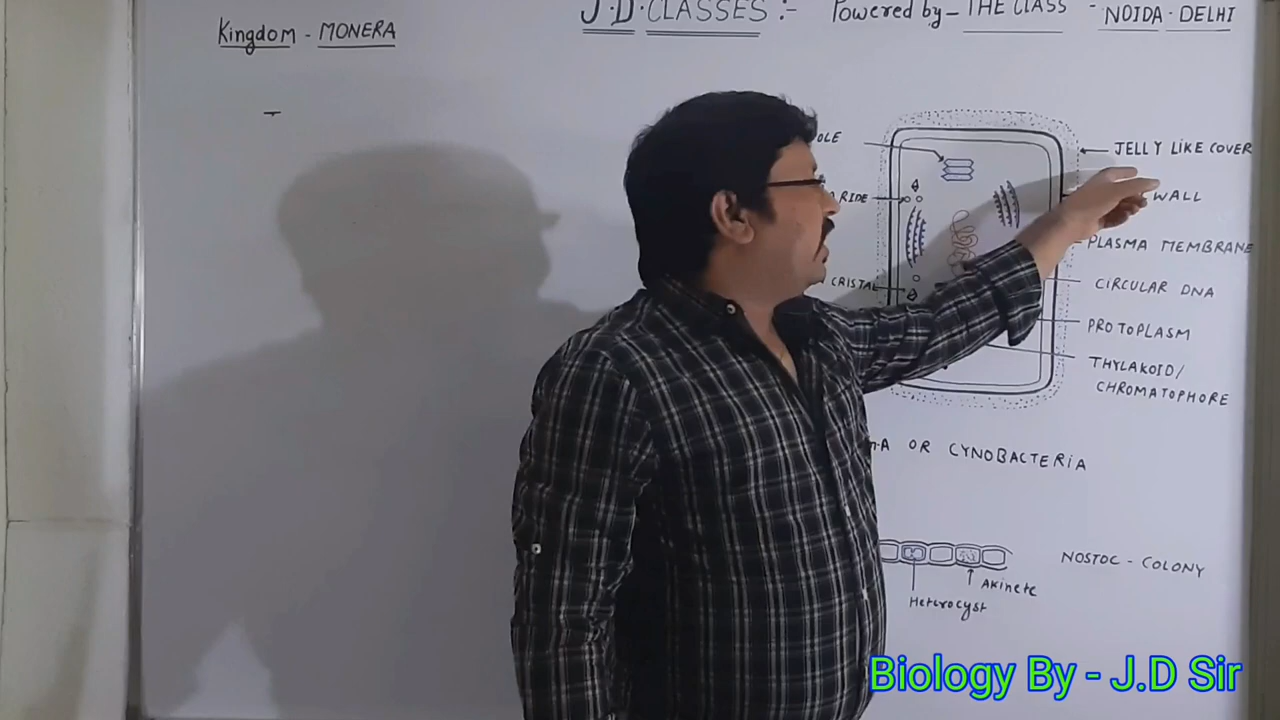 Kingdom - MONERA
J.D. CLASSES :- Powered by - THE CLASS - NOIDA - DELHI
OLE
JELLY LIKE COVER
RIDE
WALL
PLASMA MEMBRANE
CRISTAL
CIRCULAR DNA
PROTOPLASM
THYLAKOID/
CHROMATOPHORE
A OR CYNOBACTERIA
NOSTOC - COLONY
Akinete
Heterocyst
Biology By - J.D Sir